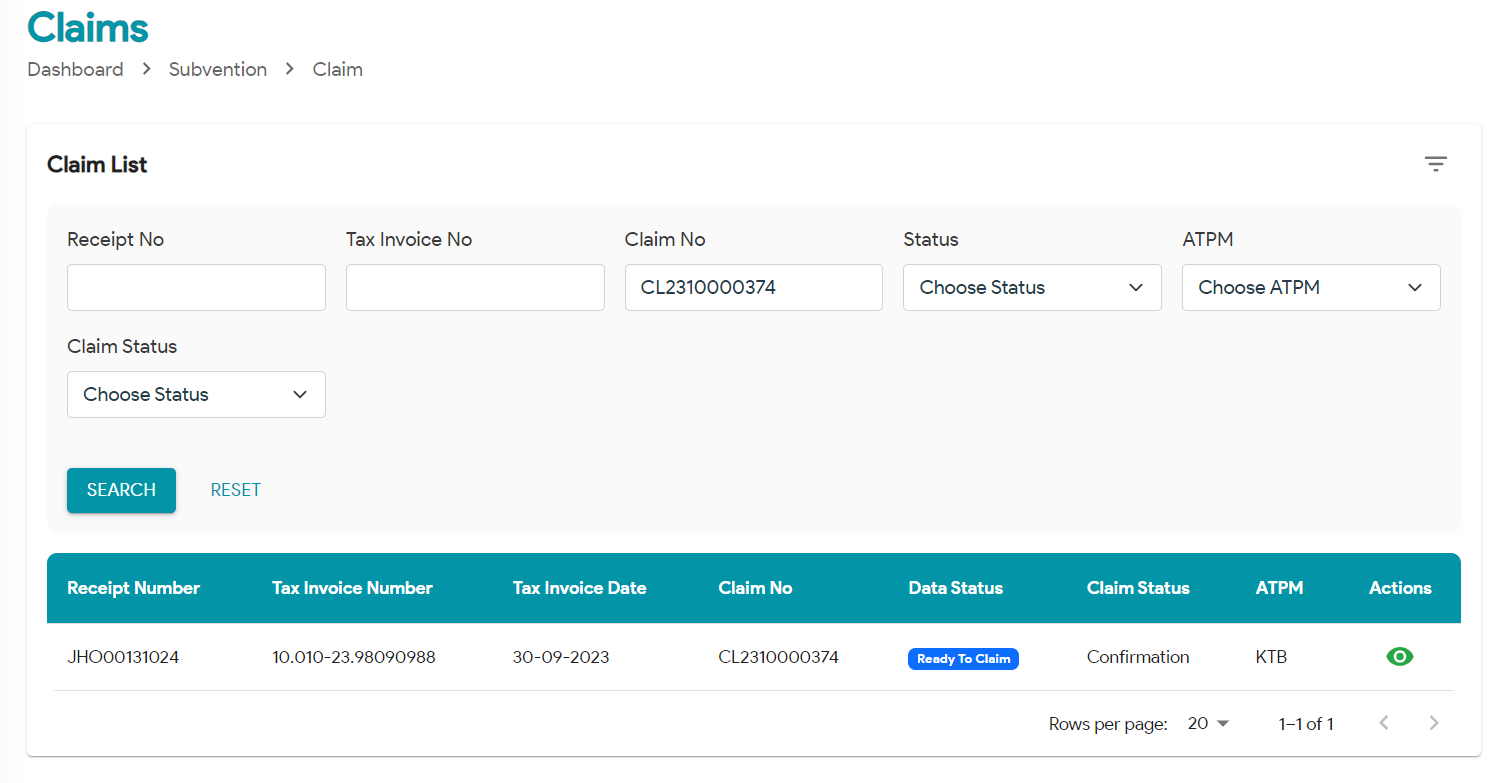 Claims
Dashboard > Subvention > Claim
Claim List
Receipt No Tax Invoice No Claim No Status ATPM
CL2310000374 Choose Status Choose ATPM
Claim Status
Choose Status
SEARCH RESET
Receipt Number Tax Invoice Number Tax Invoice Date Claim No Data Status Claim Status ATPM Actions
JHO00131024 10.010-23.98090988 30-09-2023 CL2310000374 Ready To Claim Confirmation KTB
Rows per page: 20 1–1 of 1